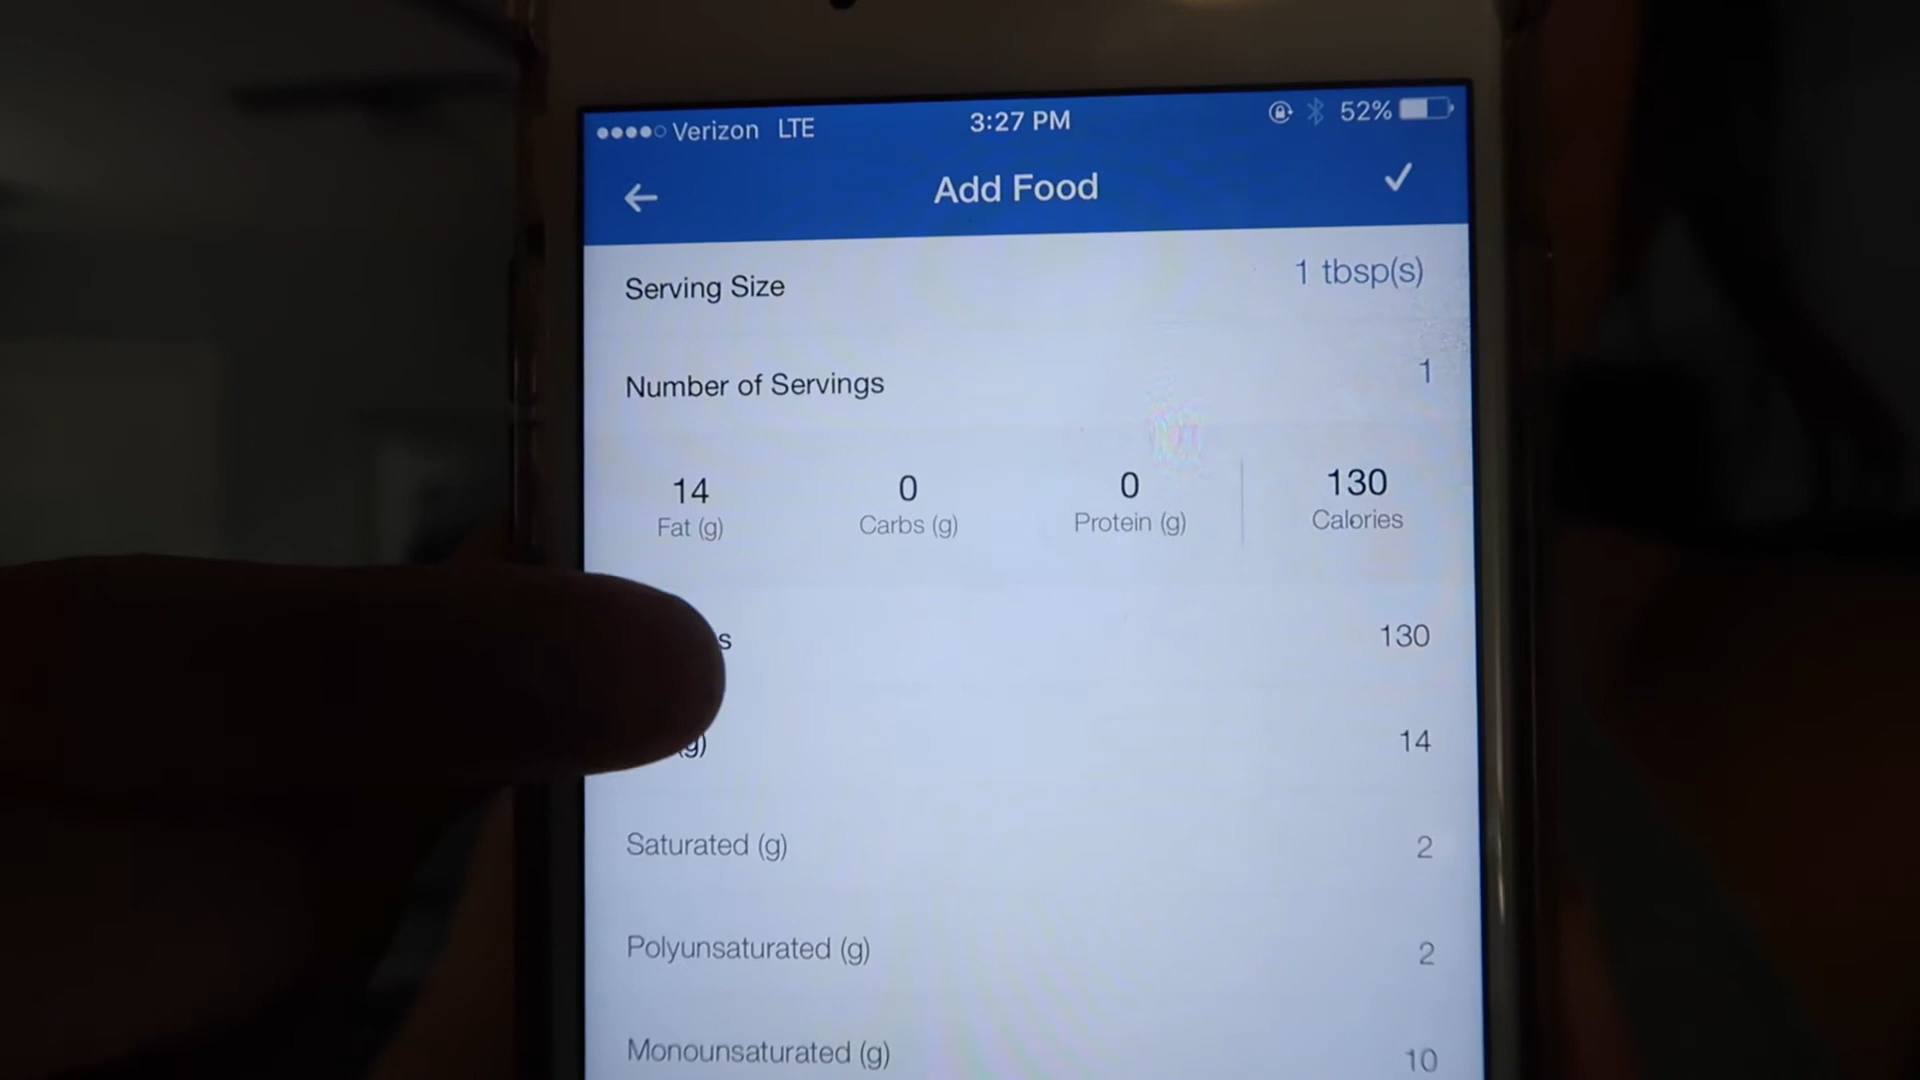 Verizon LTE 3:27 PM 52%
Add Food
Serving Size 1 tbsp(s)
Number of Servings 1
14 0 0 130
Fat (g) Carbs (g) Protein (g) Calories
s 130
g) 14
Saturated (g) 2
Polyunsaturated (g) 2
Monounsaturated (g) 10